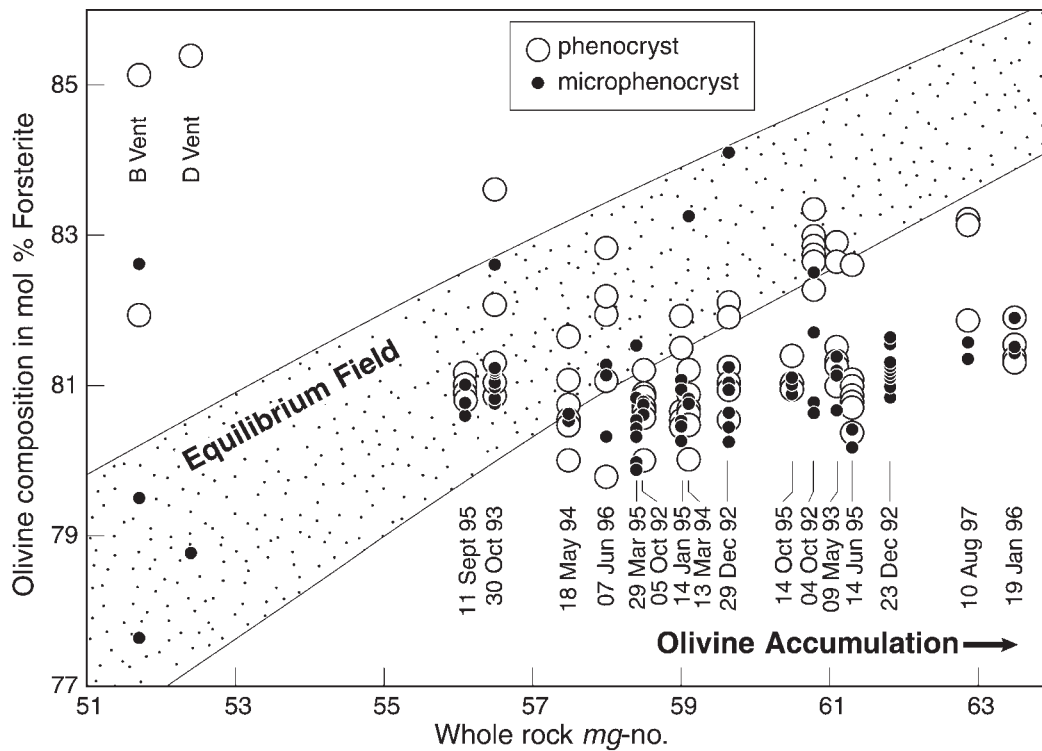 Olivine composition in mol % Forsterite
85
83
81
79
77
phenocryst
microphenocryst
B Vent
D Vent
Equilibrium Field
11 Sept 95
30 Oct 93
18 May 94
07 Jun 96
29 Mar 95
05 Oct 92
14 Jan 95
13 Mar 94
29 Dec 92
14 Oct 95
04 Oct 92
09 May 93
14 Jun 95
23 Dec 92
10 Aug 97
19 Jan 96
Olivine Accumulation
51 53 55 57 59 61 63
Whole rock mg-no.